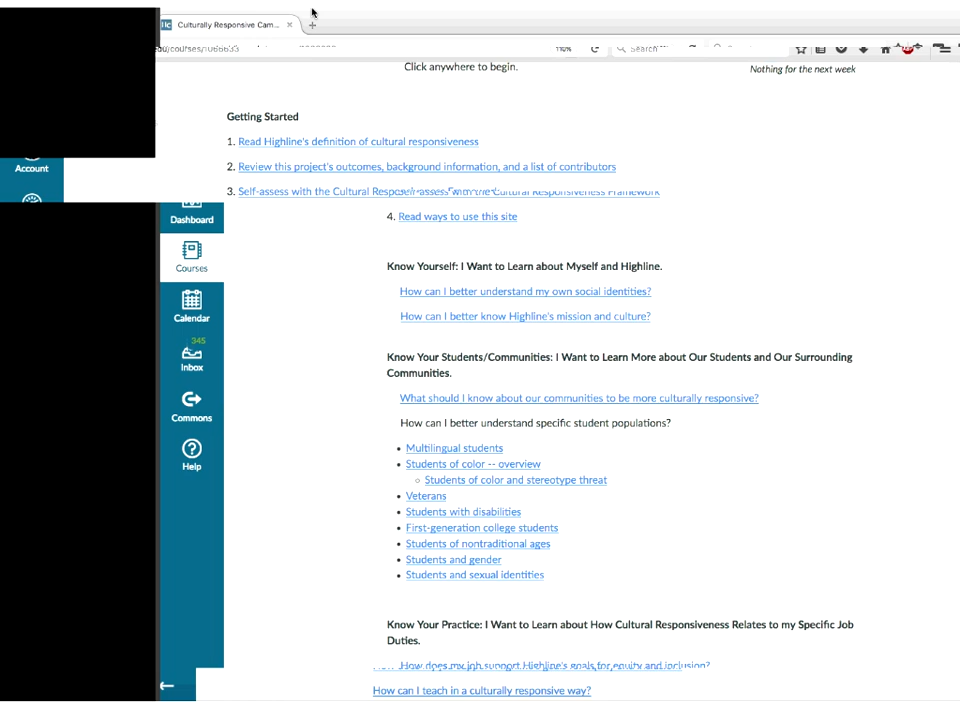 Culturally Responsive Cam...
110%
Search
Click anywhere to begin.
Nothing for the next week
Getting Started
1. Read Highline's definition of cultural responsiveness
Account
2. Review this project's outcomes, background information, and a list of contributors
3. Self-assess with the Cultural Responsiveness Framework
Dashboard
4. Read ways to use this site
Courses
Know Yourself: I Want to Learn about Myself and Highline.
How can I better understand my own social identities?
Calendar
How can I better know Highline's mission and culture?
345
Inbox
Know Your Students/Communities: I Want to Learn More about Our Students and Our Surrounding
Communities.
What should I know about our communities to be more culturally responsive?
Commons
How can I better understand specific student populations?
• Multilingual students
Help
• Students of color -- overview
◦ Students of color and stereotype threat
• Veterans
• Students with disabilities
• First-generation college students
• Students of nontraditional ages
• Students and gender
• Students and sexual identities
Know Your Practice: I Want to Learn about How Cultural Responsiveness Relates to my Specific Job
Duties.
How does my job support Highline's goals for equity and inclusion?
How can I teach in a culturally responsive way?